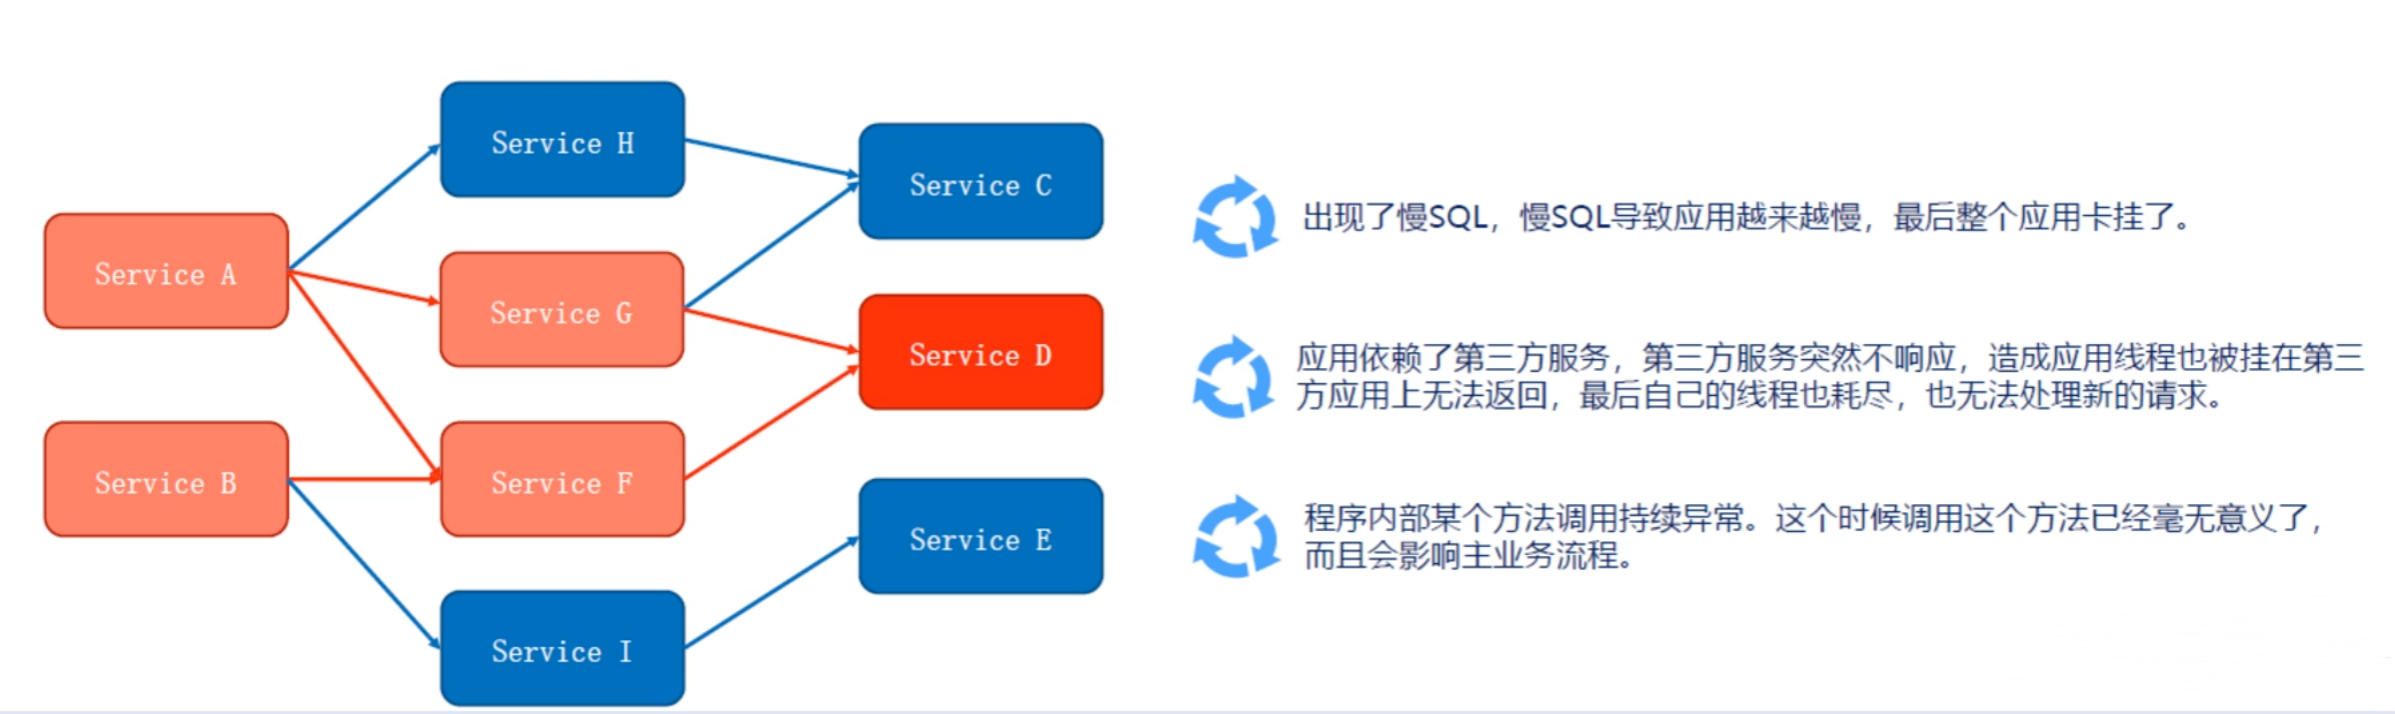 Service H
Service C
Service A
Service G
Service D
Service B
Service F
Service E
Service I
出现了慢SQL，慢SQL导致应用越来越慢，最后整个应用卡挂了。
应用依赖了第三方服务，第三方服务突然不响应，造成应用线程也被挂在第三
方应用上无法返回，最后自己的线程也耗尽，也无法处理新的请求。
程序内部某个方法调用持续异常。这个时候调用这个方法已经毫无意义了，
而且会影响主业务流程。